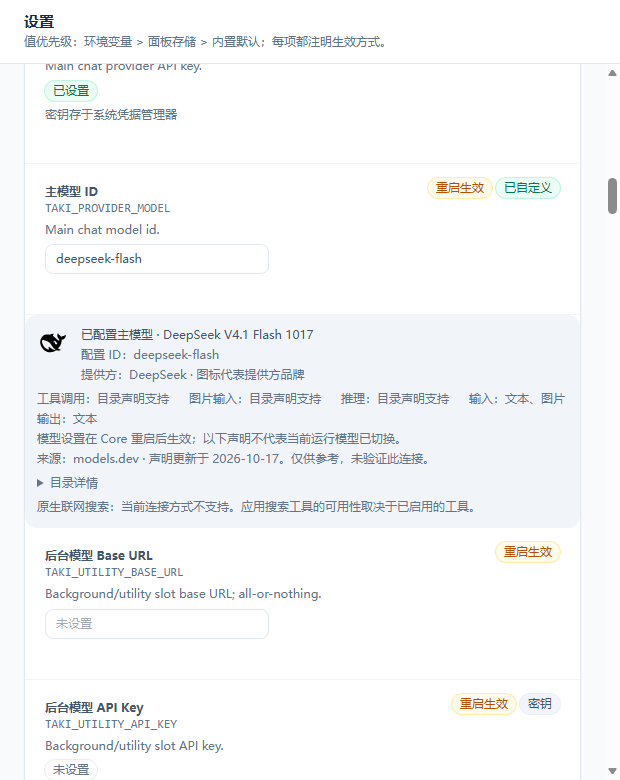 设置
值优先级：环境变量 > 面板存储 > 内置默认；每项都注明生效方式。
Main chat provider API key.
已设置
密钥存于系统凭据管理器
主模型 ID
重启生效
已自定义
TAKI_PROVIDER_MODEL
Main chat model id.
deepseek-flash
已配置主模型 · DeepSeek V4.1 Flash 1017
配置 ID：deepseek-flash
提供方：DeepSeek · 图标代表提供方品牌
工具调用：目录声明支持 图片输入：目录声明支持 推理：目录声明支持 输入：文本、图片
输出：文本
模型设置在 Core 重启后生效；以下声明不代表当前运行模型已切换。
来源：models.dev · 声明更新于 2026-10-17。仅供参考，未验证此连接。
目录详情
原生联网搜索：当前连接方式不支持。应用搜索工具的可用性取决于已启用的工具。
后台模型 Base URL
重启生效
TAKI_UTILITY_BASE_URL
Background/utility slot base URL; all-or-nothing.
未设置
后台模型 API Key
重启生效
密钥
TAKI_UTILITY_API_KEY
Background/utility slot API key.
未设置